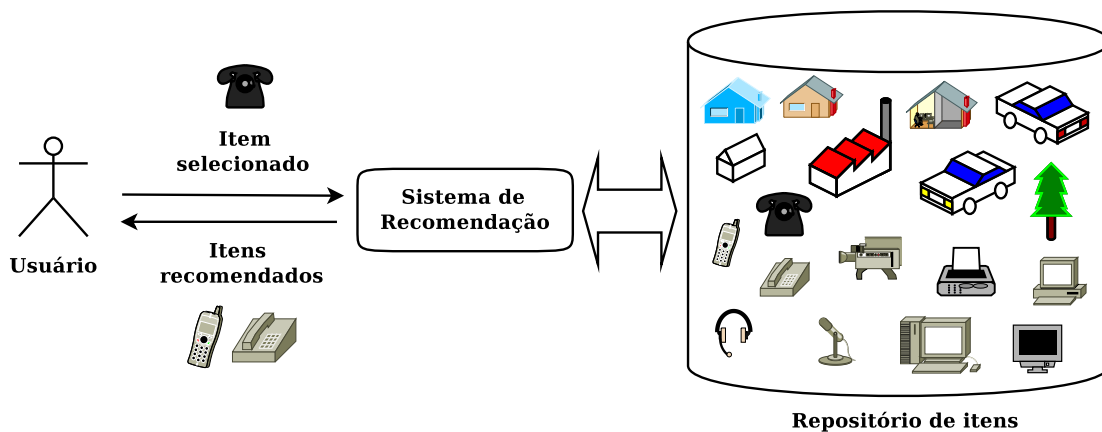 Item
selecionado
Sistema de
Recomendação
Usuário
Itens
recomendados
Repositório de itens